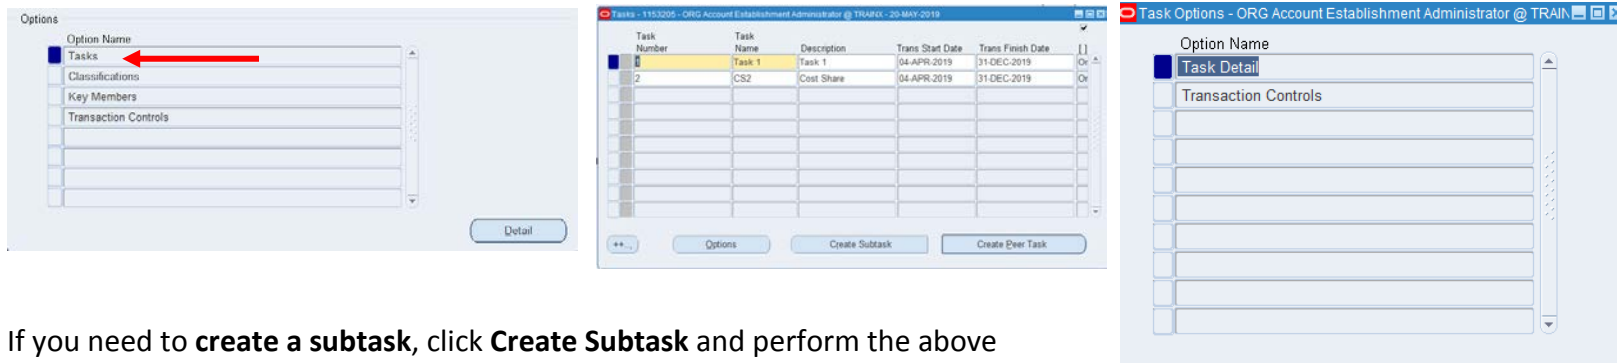 Options
Option Name
Tasks
Classifications
Key Members
Transaction Controls
Detail
Tasks - 1153205 - ORG Account Establishment Administrator @ TRAINX - 20-MAY-2019
Task Number Task Name Description Trans Start Date Trans Finish Date [ ]
1 Task 1 Task 1 04-APR-2019 31-DEC-2019 Or
2 CS2 Cost Share 04-APR-2019 31-DEC-2019 Or
Options Create Subtask Create Peer Task
Task Options - ORG Account Establishment Administrator @ TRAIN
Option Name
Task Detail
Transaction Controls
If you need to create a subtask, click Create Subtask and perform the above